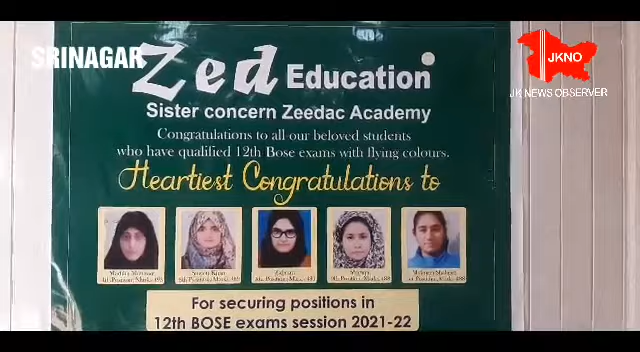 SRINAGAR
JKNO
JK NEWS OBSERVER
Zed Education
Sister concern Zeedac Academy
Congratulations to all our beloved students
who have qualified 12th Bose exams with flying colours.
Heartiest Congratulations to
For securing positions in
12th BOSE exams session 2021-22